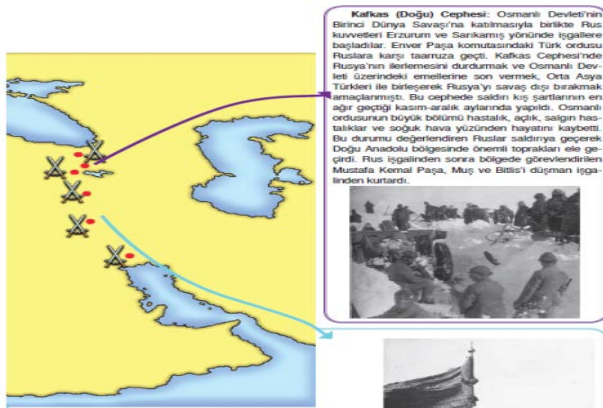 Kafkas (Doğu) Cephesi: Osmanlı Devleti'nin
Birinci Dünya Savaşı'na katılmasıyla birlikte Rus
kuvvetleri Erzurum ve Sarıkamış yönünde işgallere
başladılar. Enver Paşa komutasındaki Türk ordusu
Ruslara karşı taarruza geçti. Kafkas Cephesi'nde
Rusya'nın ilerlemesini durdurmak ve Osmanlı Dev-
leti üzerindeki emellerine son vermek, Orta Asya
Türkleri ile birleşerek Rusya'yı savaş dışı bırakmak
amaçlanmıştı. Bu cephede saldırı kış şartlarının en
ağır geçtiği kasım-aralık aylarında yapıldı. Osmanlı
ordusunun büyük bölümü hastalık, açlık, salgın has-
talıklar ve soğuk hava yüzünden hayatını kaybetti.
Bu durumu değerlendiren Ruslar saldırıya geçerek
Doğu Anadolu bölgesinde önemli toprakları ele ge-
çirdi. Rus işgalinden sonra bölgede görevlendirilen
Mustafa Kemal Paşa, Muş ve Bitlis'i düşman işga-
linden kurtardı.